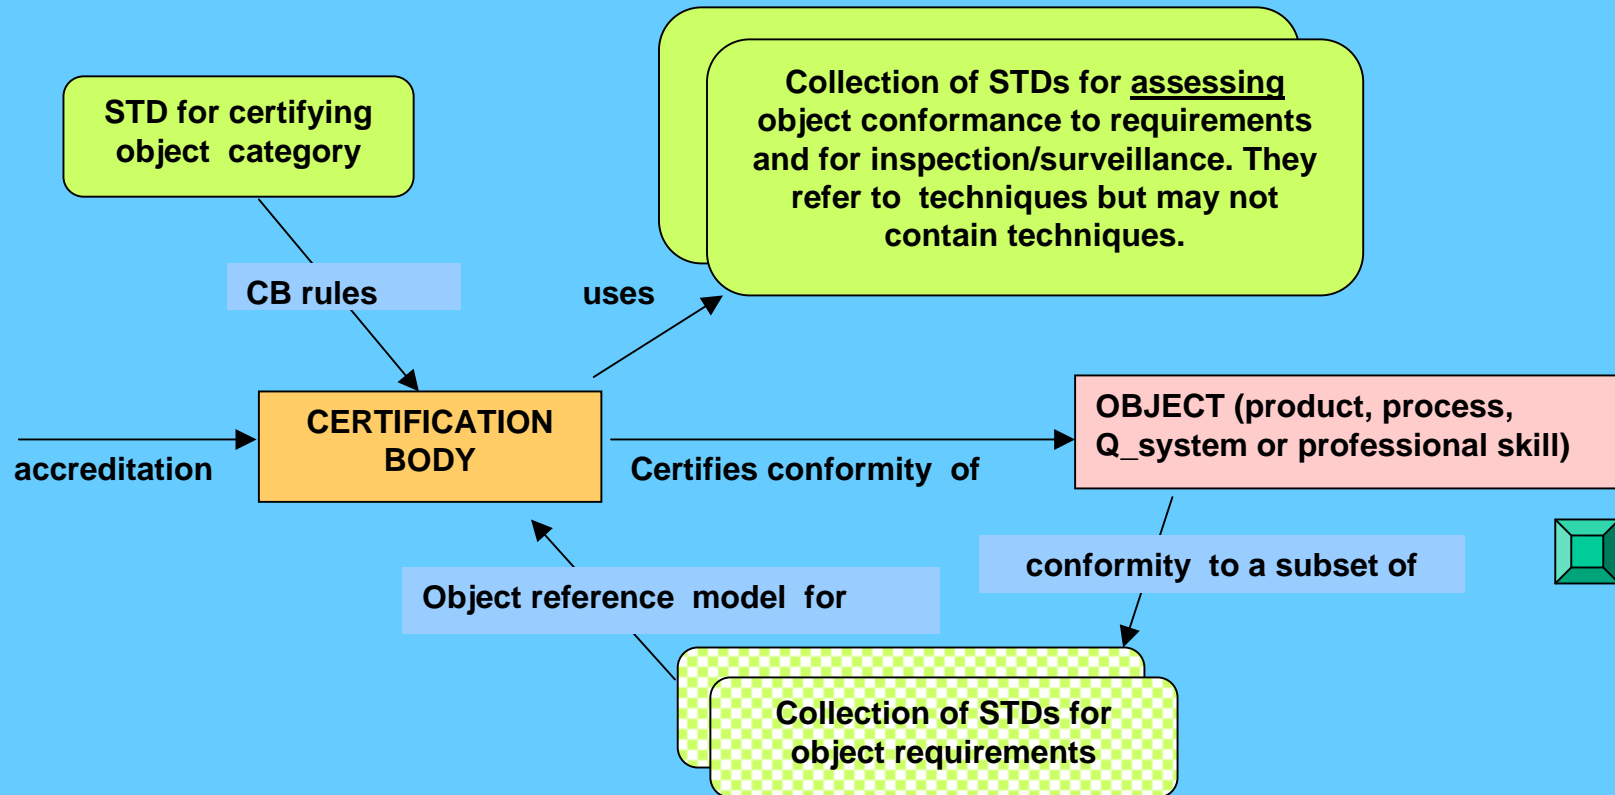 STD for certifying
object category
Collection of STDs for assessing
object conformance to requirements
and for inspection/surveillance. They
refer to techniques but may not
contain techniques.
CB rules
uses
accreditation
CERTIFICATION
BODY
Certifies conformity of
OBJECT (product, process,
Q_system or professional skill)
Object reference model for
conformity to a subset of
Collection of STDs for
object requirements